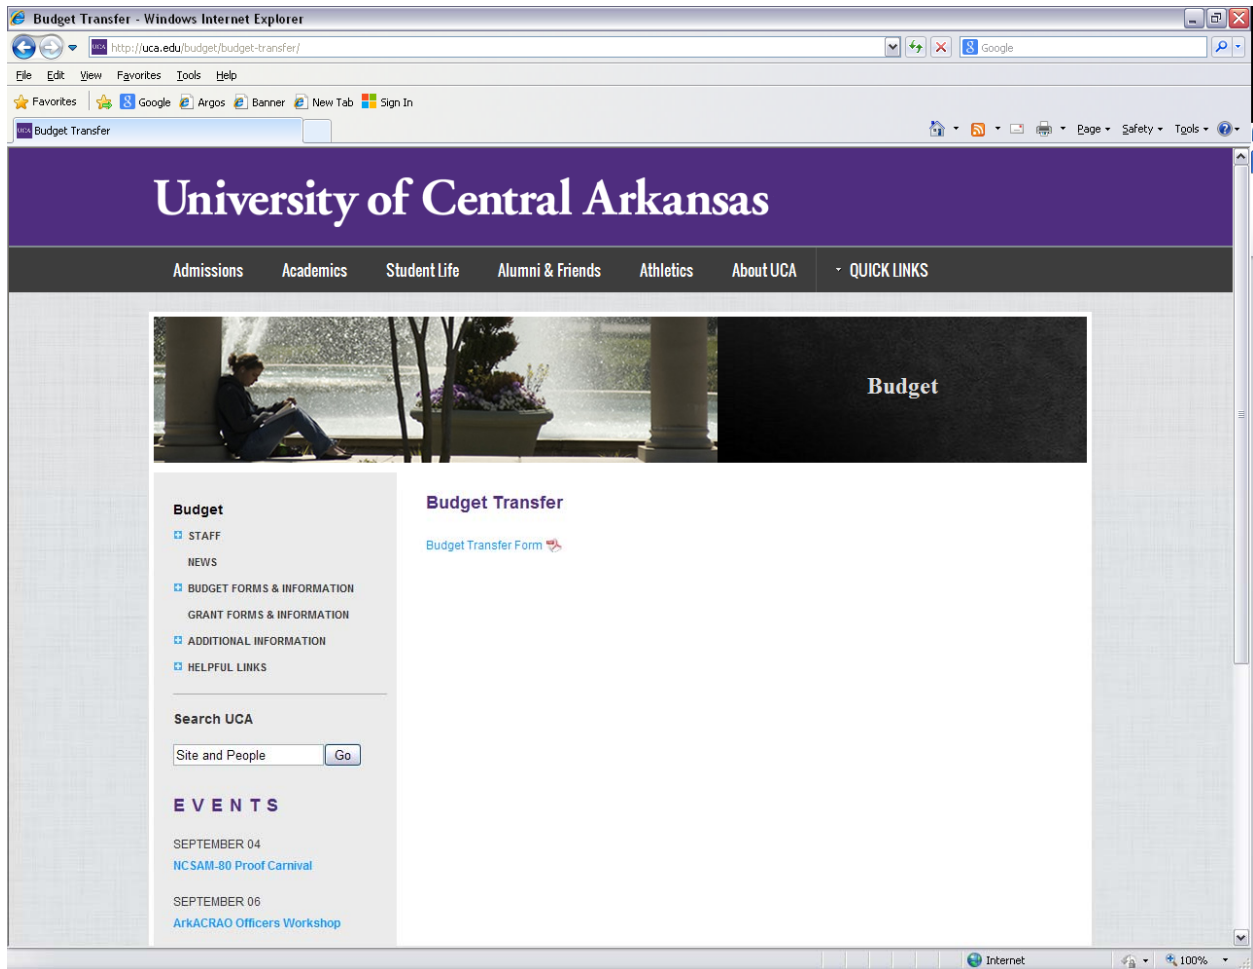 Budget Transfer - Windows Internet Explorer
http://uca.edu/budget/budget-transfer/
Google
File Edit View Favorites Tools Help
Favorites Google Argos Banner New Tab Sign In
Budget Transfer
Page Safety Tools
University of Central Arkansas
Admissions Academics Student Life Alumni & Friends Athletics About UCA QUICK LINKS
Budget
Budget
STAFF
NEWS
BUDGET FORMS & INFORMATION
GRANT FORMS & INFORMATION
ADDITIONAL INFORMATION
HELPFUL LINKS
Search UCA
Site and People Go
EVENTS
SEPTEMBER 04
NCSAM-80 Proof Carnival
SEPTEMBER 06
ArkACRAO Officers Workshop
Budget Transfer
Budget Transfer Form
Internet 100%